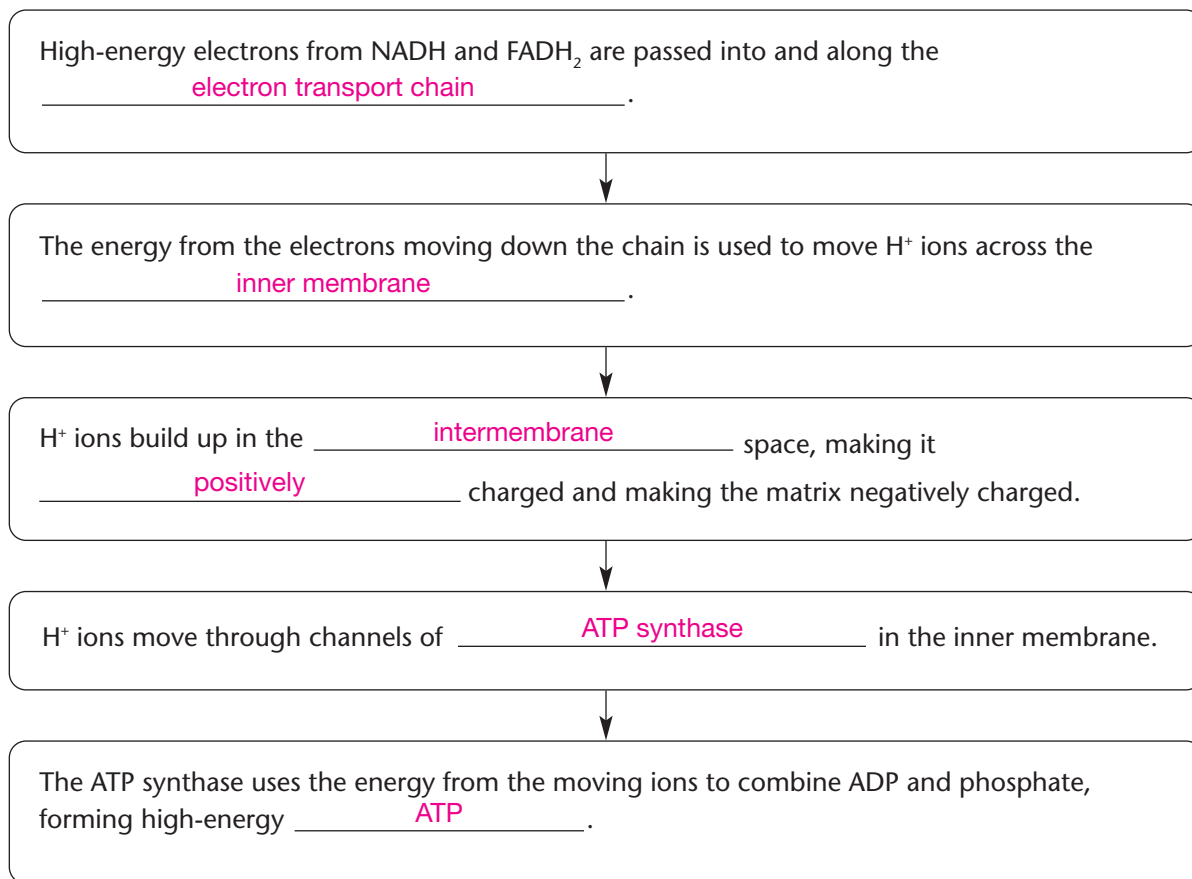 High-energy electrons from NADH and FADH₂ are passed into and along the
electron transport chain.
The energy from the electrons moving down the chain is used to move H⁺ ions across the
inner membrane.
H⁺ ions build up in the intermembrane space, making it
positively charged and making the matrix negatively charged.
H⁺ ions move through channels of ATP synthase in the inner membrane.
The ATP synthase uses the energy from the moving ions to combine ADP and phosphate,
forming high-energy ATP.